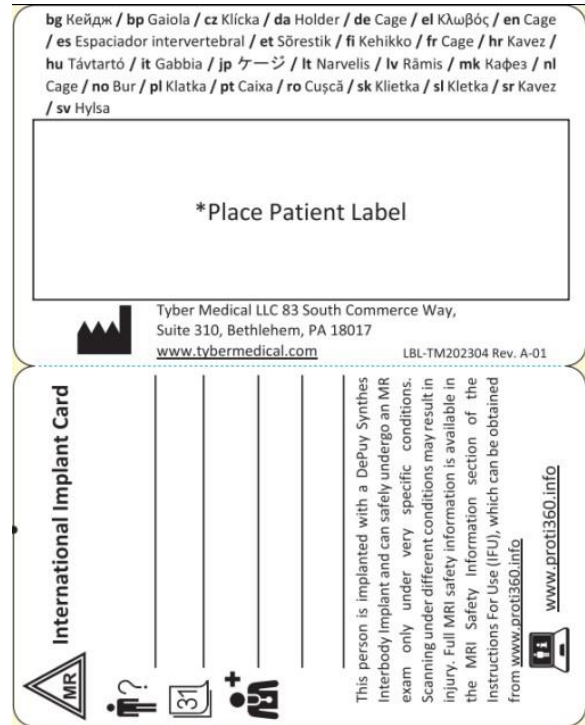 bg Кейдж / bp Gaiola / cz Klícka / da Holder / de Cage / el Κλωβός / en Cage
/ es Espaciador intervertebral / et Sõrestik / fi Kehikko / fr Cage / hr Kavez /
hu Távtartó / it Gabbia / jp ケージ / lt Narvelis / lv Rāmis / mk Кафез / nl
Cage / no Bur / pl Klatka / pt Caixa / ro Cușcă / sk Klietka / sl Kletka / sr Kavez
/ sv Hylsa
*Place Patient Label
Tyber Medical LLC 83 South Commerce Way,
Suite 310, Bethlehem, PA 18017
www.tybermedical.com
LBL-TM202304 Rev. A-01
MR
International Implant Card
?
31
This person is implanted with a DePuy Synthes
Interbody Implant and can safely undergo an MR
exam only under very specific conditions.
Scanning under different conditions may result in
injury. Full MRI safety information is available in
the MRI Safety Information section of the
Instructions For Use (IFU), which can be obtained
from www.proti360.info
www.proti360.info